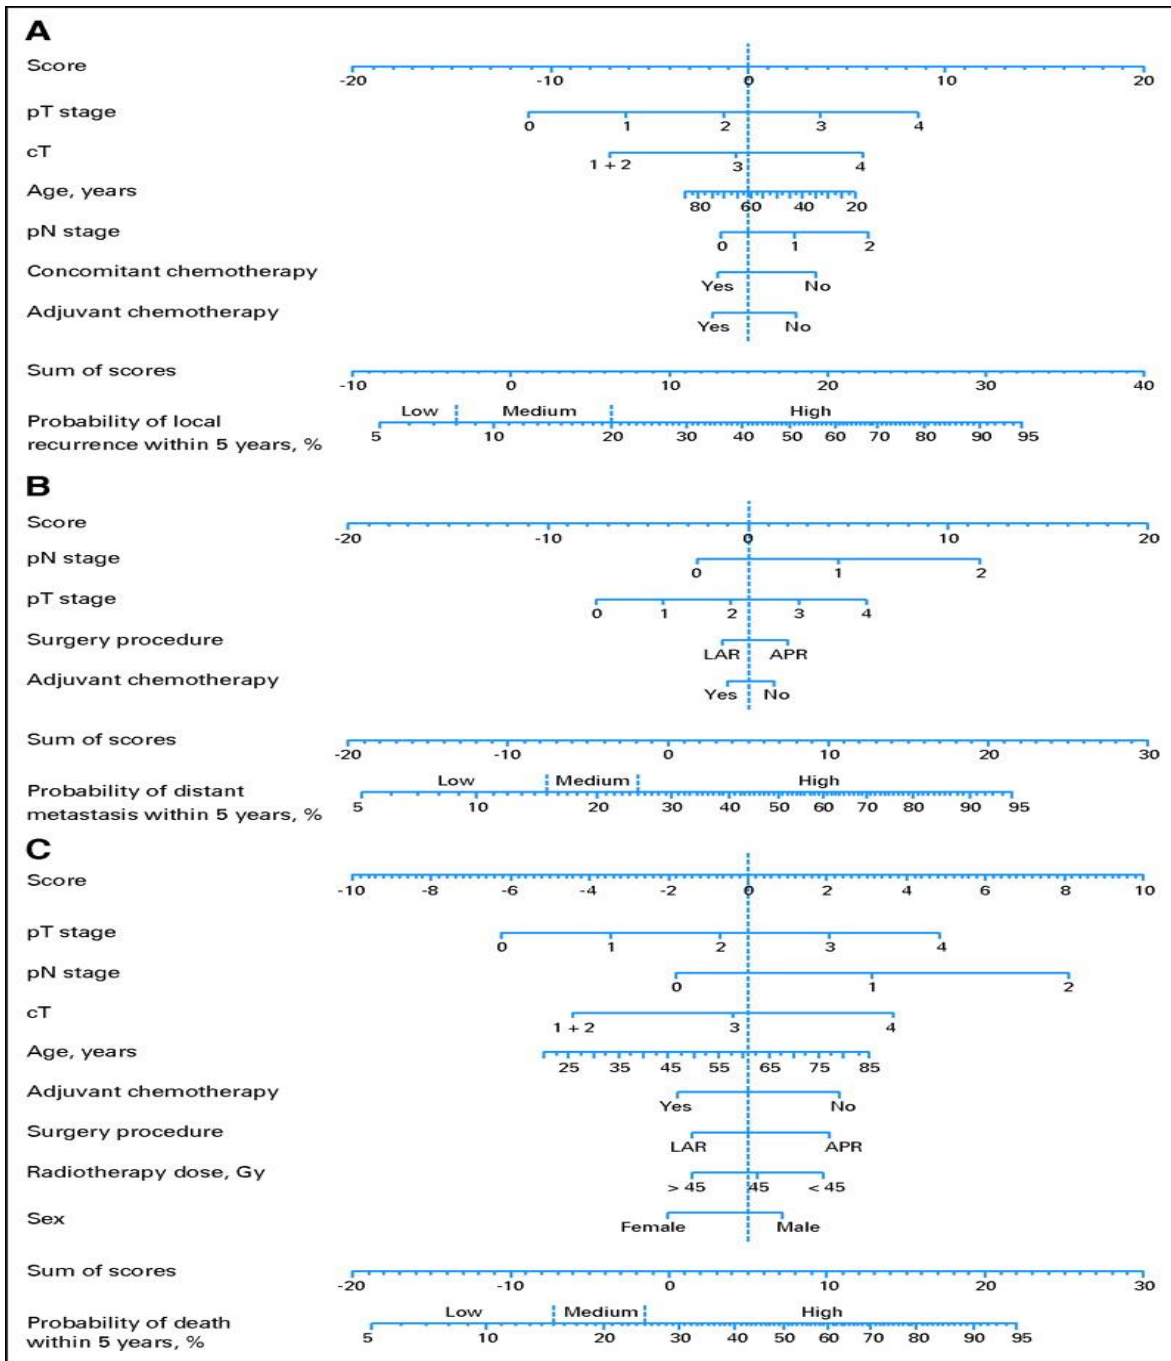 A
Score
-20 -10 0 10 20
pT stage
0 1 2 3 4
cT
1 + 2 3 4
Age, years
80 60 40 20
pN stage
0 1 2
Concomitant chemotherapy
Yes No
Adjuvant chemotherapy
Yes No
Sum of scores
-10 0 10 20 30 40
Low Medium High
Probability of local
recurrence within 5 years, %
5 10 20 30 40 50 60 70 80 90 95
B
Score
-20 -10 0 10 20
pN stage
0 1 2
pT stage
0 1 2 3 4
Surgery procedure
LAR APR
Adjuvant chemotherapy
Yes No
Sum of scores
-20 -10 0 10 20 30
Low Medium High
Probability of distant
metastasis within 5 years, %
5 10 20 30 40 50 60 70 80 90 95
C
Score
-10 -8 -6 -4 -2 0 2 4 6 8 10
pT stage
0 1 2 3 4
pN stage
0 1 2
cT
1 + 2 3 4
Age, years
25 35 45 55 65 75 85
Adjuvant chemotherapy
Yes No
Surgery procedure
LAR APR
Radiotherapy dose, Gy
> 45 45 < 45
Sex
Female Male
Sum of scores
-20 -10 0 10 20 30
Low Medium High
Probability of death
within 5 years, %
5 10 20 30 40 50 60 70 80 90 95